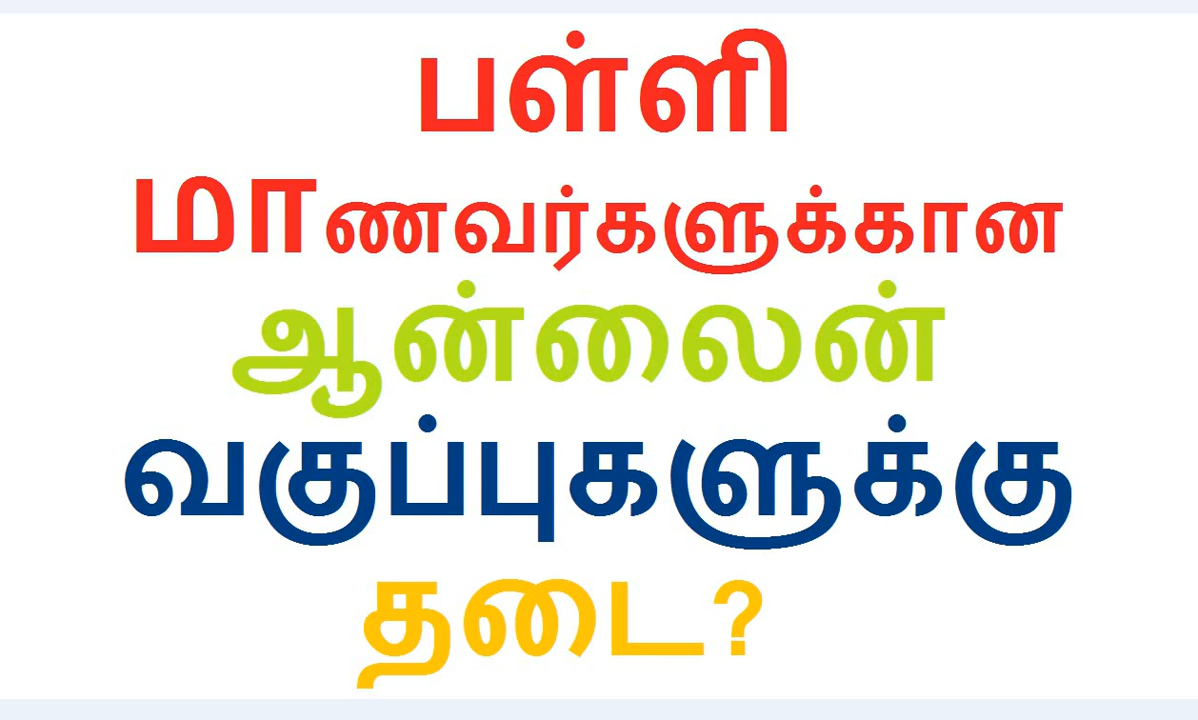 பள்ளி
மாணவர்களுக்கான
ஆன்லைன்
வகுப்புகளுக்கு
தடை?